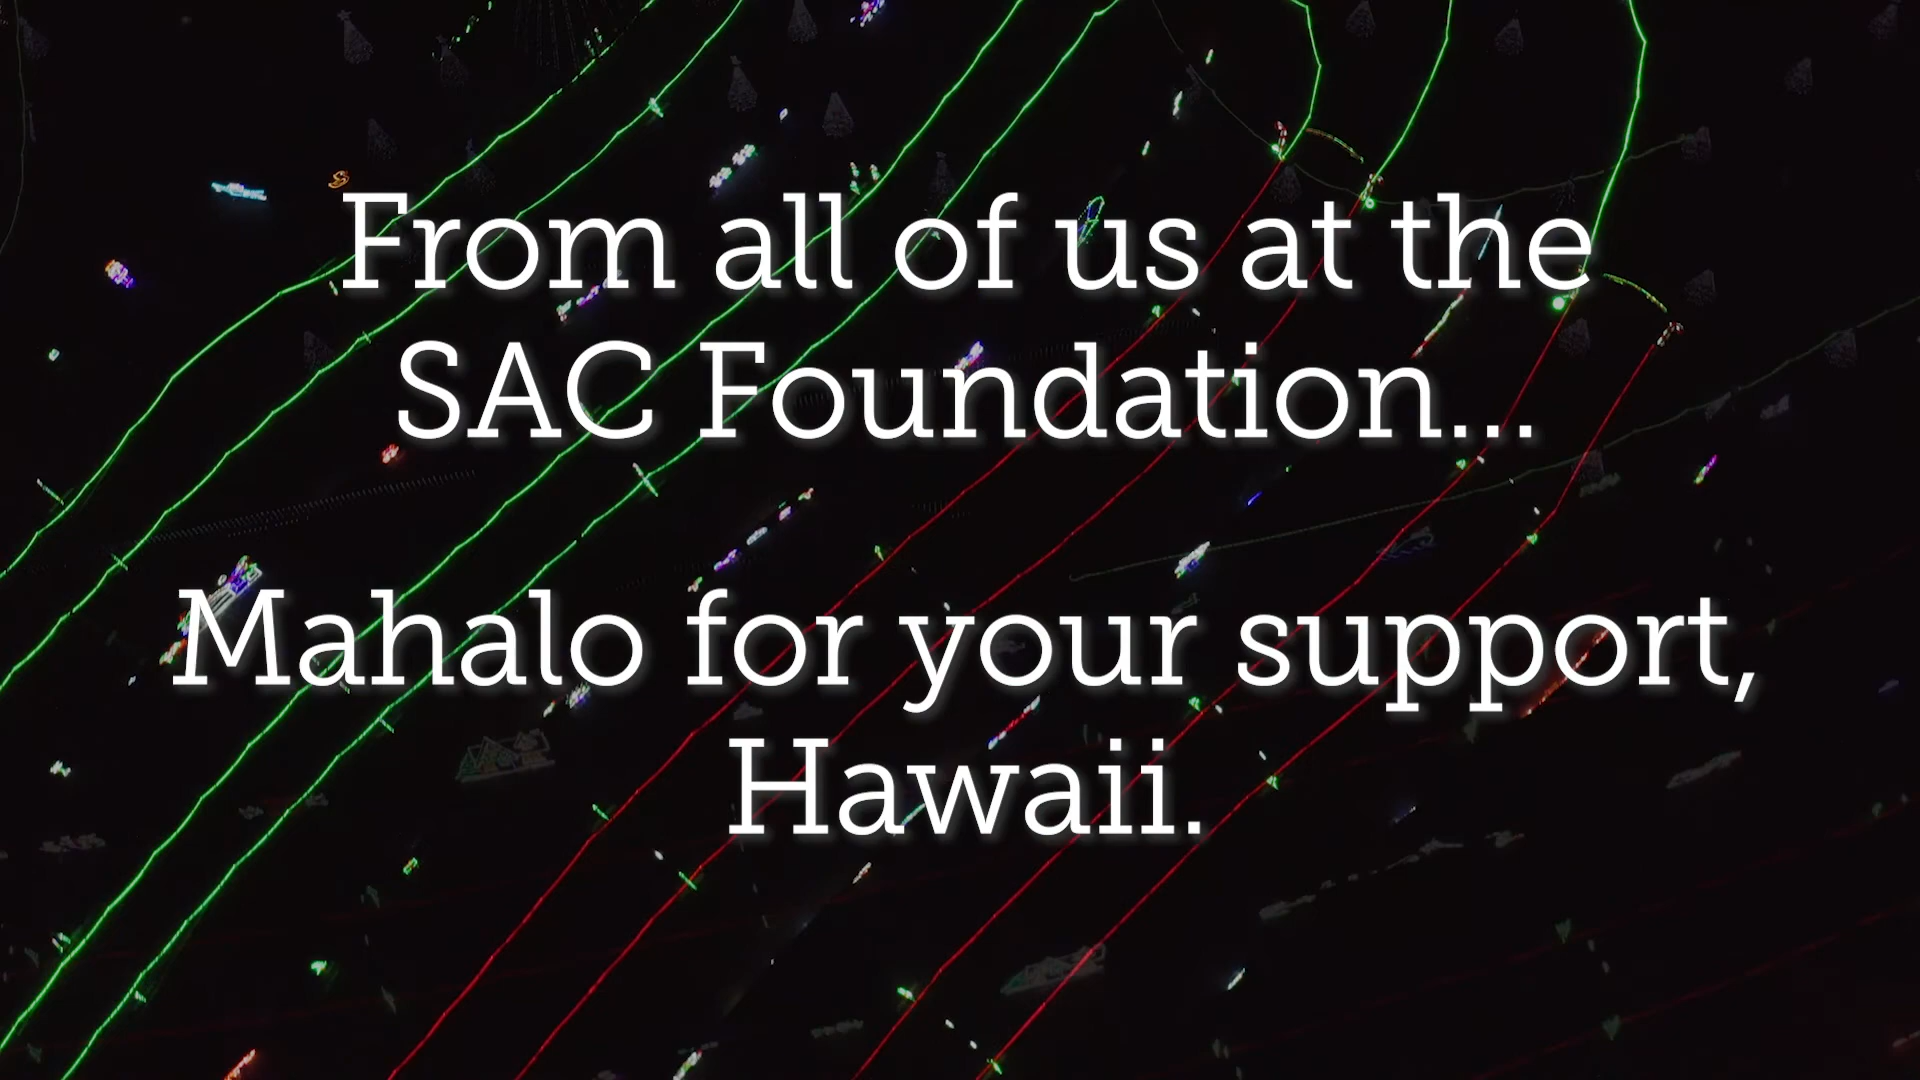 From all of us at the
SAC Foundation...
Mahalo for your support,
Hawaii.